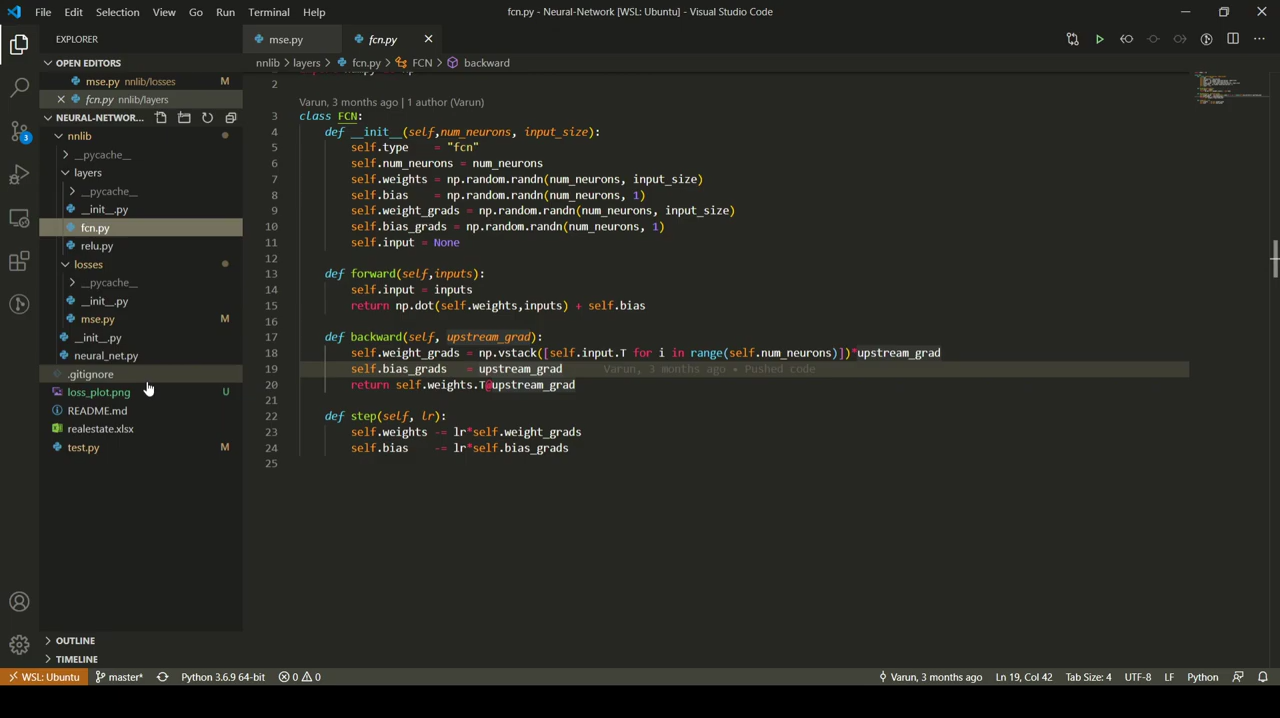 File Edit Selection View Go Run Terminal Help
fcn.py - Neural-Network [WSL: Ubuntu] - Visual Studio Code
EXPLORER
mse.py
fcn.py
OPEN EDITORS
mse.py nnlib/losses M
fcn.py nnlib/layers
NEURAL-NETWOR...
nnlib
__pycache__
layers
__pycache__
__init__.py
fcn.py
relu.py
losses
__pycache__
__init__.py
mse.py M
__init__.py
neural_net.py
.gitignore
loss_plot.png U
README.md
realestate.xlsx
test.py M
OUTLINE
TIMELINE
3
nnlib > layers > fcn.py > FCN > backward
2
Varun, 3 months ago | 1 author (Varun)
3 class FCN:
4 def __init__(self,num_neurons, input_size):
5 self.type    = "fcn"
6 self.num_neurons = num_neurons
7 self.weights = np.random.randn(num_neurons, input_size)
8 self.bias    = np.random.randn(num_neurons, 1)
9 self.weight_grads = np.random.randn(num_neurons, input_size)
10 self.bias_grads = np.random.randn(num_neurons, 1)
11 self.input = None
12
13 def forward(self,inputs):
14 self.input = inputs
15 return np.dot(self.weights,inputs) + self.bias
16
17 def backward(self, upstream_grad):
18 self.weight_grads = np.vstack([self.input.T for i in range(self.num_neurons)])*upstream_grad
19 self.bias_grads   = upstream_grad Varun, 3 months ago • Pushed code
20 return self.weights.T@upstream_grad
21
22 def step(self, lr):
23 self.weights -= lr*self.weight_grads
24 self.bias    -= lr*self.bias_grads
25
WSL: Ubuntu master* Python 3.6.9 64-bit 0 0 Varun, 3 months ago Ln 19, Col 42 Tab Size: 4 UTF-8 LF Python